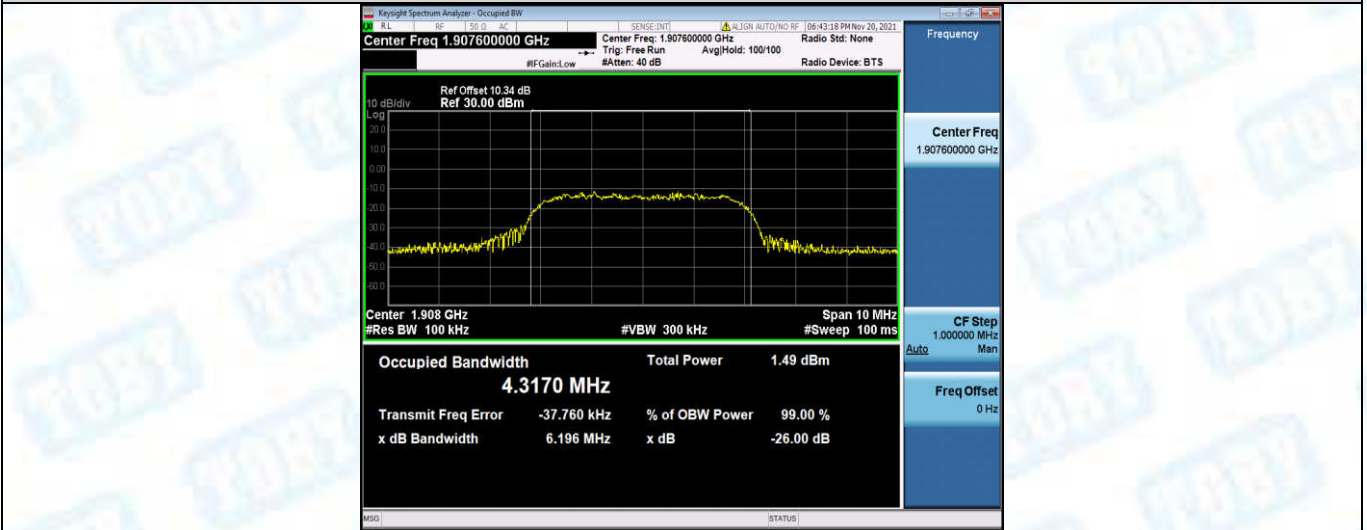 Keysight Spectrum Analyzer - Occupied BW
RL RF 50 Ω AC SENSE:INT ALIGN AUTO/NO RF 06:43:18 PM Nov 20, 2021
Center Freq 1.907600000 GHz
Center Freq: 1.907600000 GHz Radio Std: None
Trig: Free Run Avg|Hold: 100/100
#IFGain:Low #Atten: 40 dB Radio Device: BTS
Ref Offset 10.34 dB
10 dB/div Ref 30.00 dBm
Log
20.0
10.0
0.00
-10.0
-20.0
-30.0
-40.0
-50.0
-60.0
Center 1.908 GHz Span 10 MHz
#Res BW 100 kHz #VBW 300 kHz #Sweep 100 ms
Occupied Bandwidth Total Power 1.49 dBm
4.3170 MHz
Transmit Freq Error -37.760 kHz % of OBW Power 99.00 %
x dB Bandwidth 6.196 MHz x dB -26.00 dB
MSG STATUS
Frequency
Center Freq
1.907600000 GHz
CF Step
1.000000 MHz
Auto Man
Freq Offset
0 Hz
TOBY